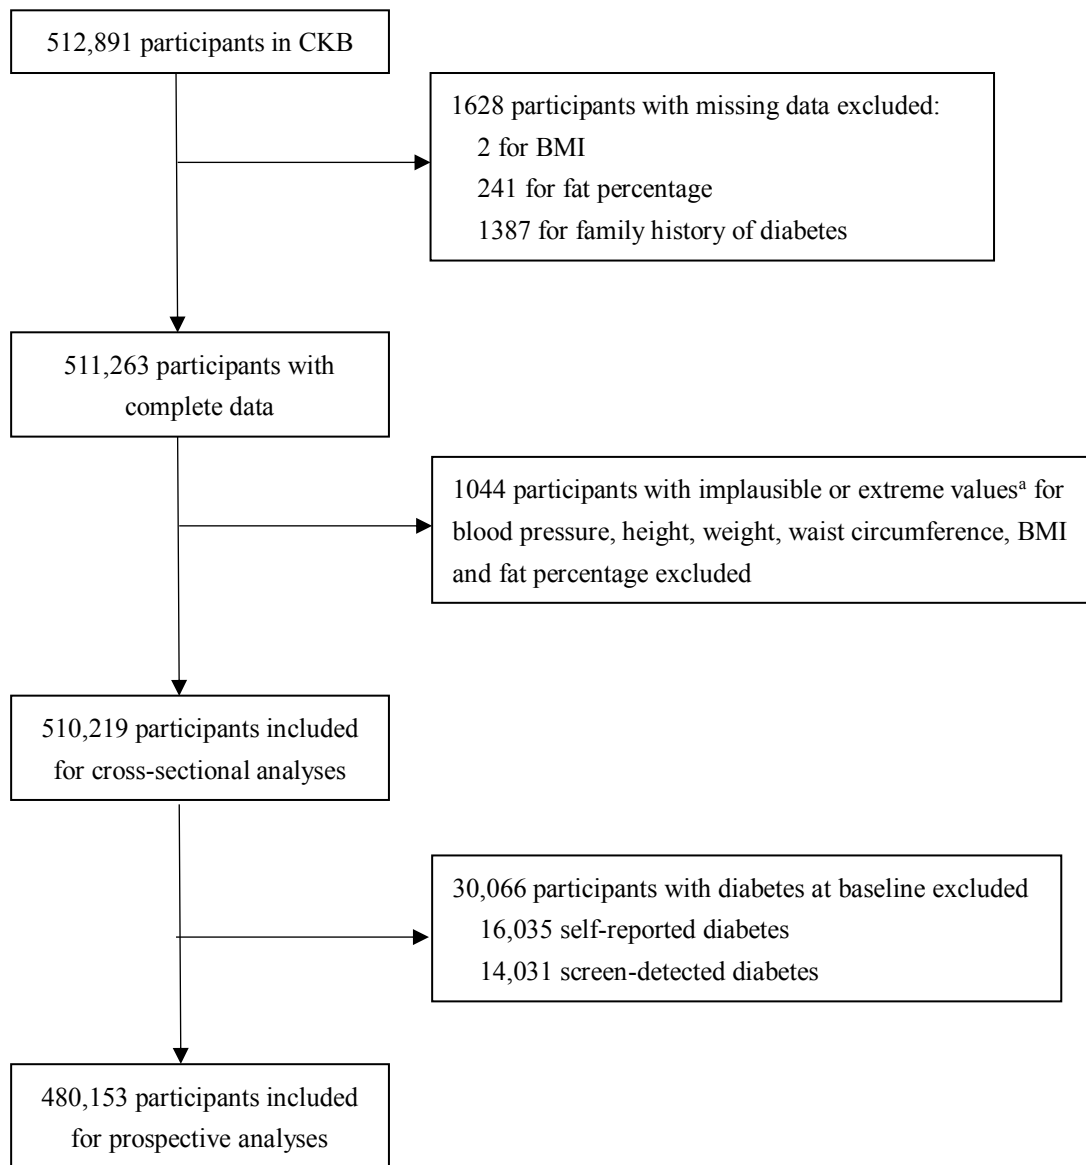 512,891 participants in CKB
1628 participants with missing data excluded:
2 for BMI
241 for fat percentage
1387 for family history of diabetes
511,263 participants with
complete data
1044 participants with implausible or extreme valuesᵃ for
blood pressure, height, weight, waist circumference, BMI
and fat percentage excluded
510,219 participants included
for cross-sectional analyses
30,066 participants with diabetes at baseline excluded
16,035 self-reported diabetes
14,031 screen-detected diabetes
480,153 participants included
for prospective analyses